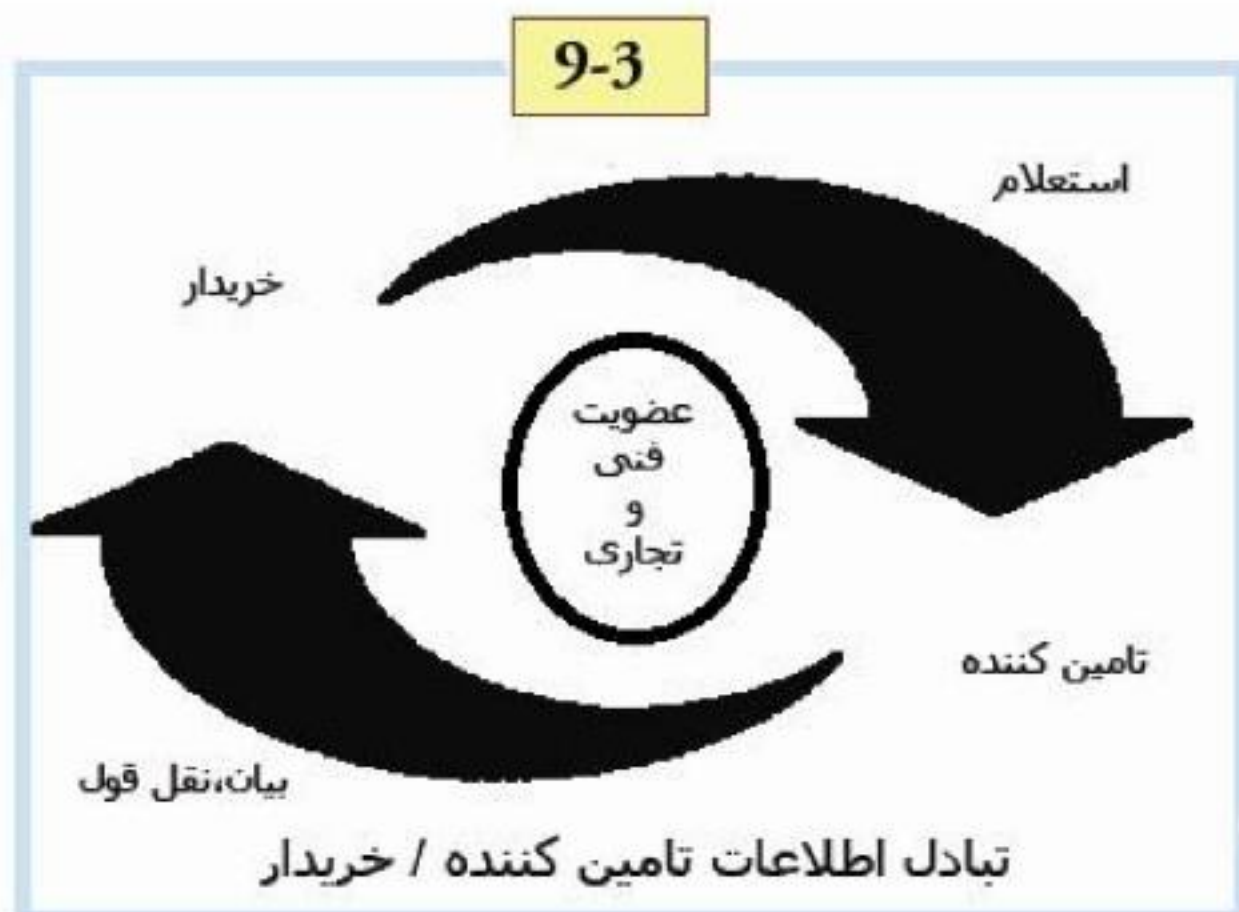 9-3
استعلام
خریدار
عضویت
فنی
و
تجاری
تامین کننده
بیان،نقل قول
تبادل اطلاعات تامین کننده / خریدار